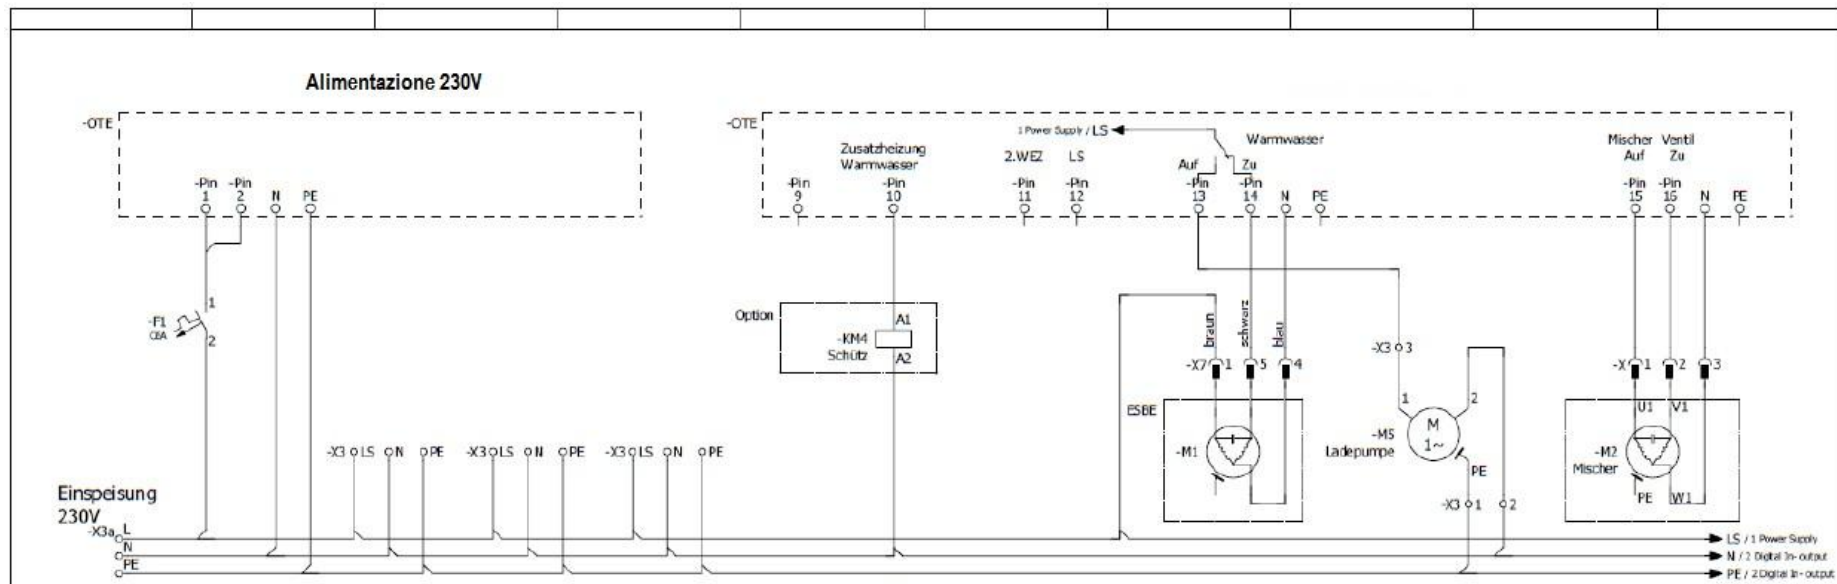 Alimentazione 230V
-OTE
-Pin
1
-Pin
2
N
PE
-OTE
1 Power Supply / LS
Zusatzheizung
Warmwasser
2.WEZ
LS
Auf
Zu
Warmwasser
Mischer
Auf
Ventil
Zu
-Pin
9
-Pin
10
-Pin
11
-Pin
12
-Pin
13
-Pin
14
N
PE
-Pin
15
-Pin
16
N
PE
-F1
1
2
Option
-KM4
Schütz
A1
A2
braun
schwarz
blau
-X7
1
5
4
-X3
3
-X
1
2
3
ESBE
-M1
1
2
M
1~
-M5
Ladepumpe
PE
-X3
1
2
U1
V1
-M2
Mischer
PE
W1
-X3
LS
N
PE
-X3
LS
N
PE
-X3
LS
N
PE
Einspeisung
230V
-X3a
L
N
PE
LS / 1 Power Supply
N / 2 Digital In- output
PE / 2 Digital In- output